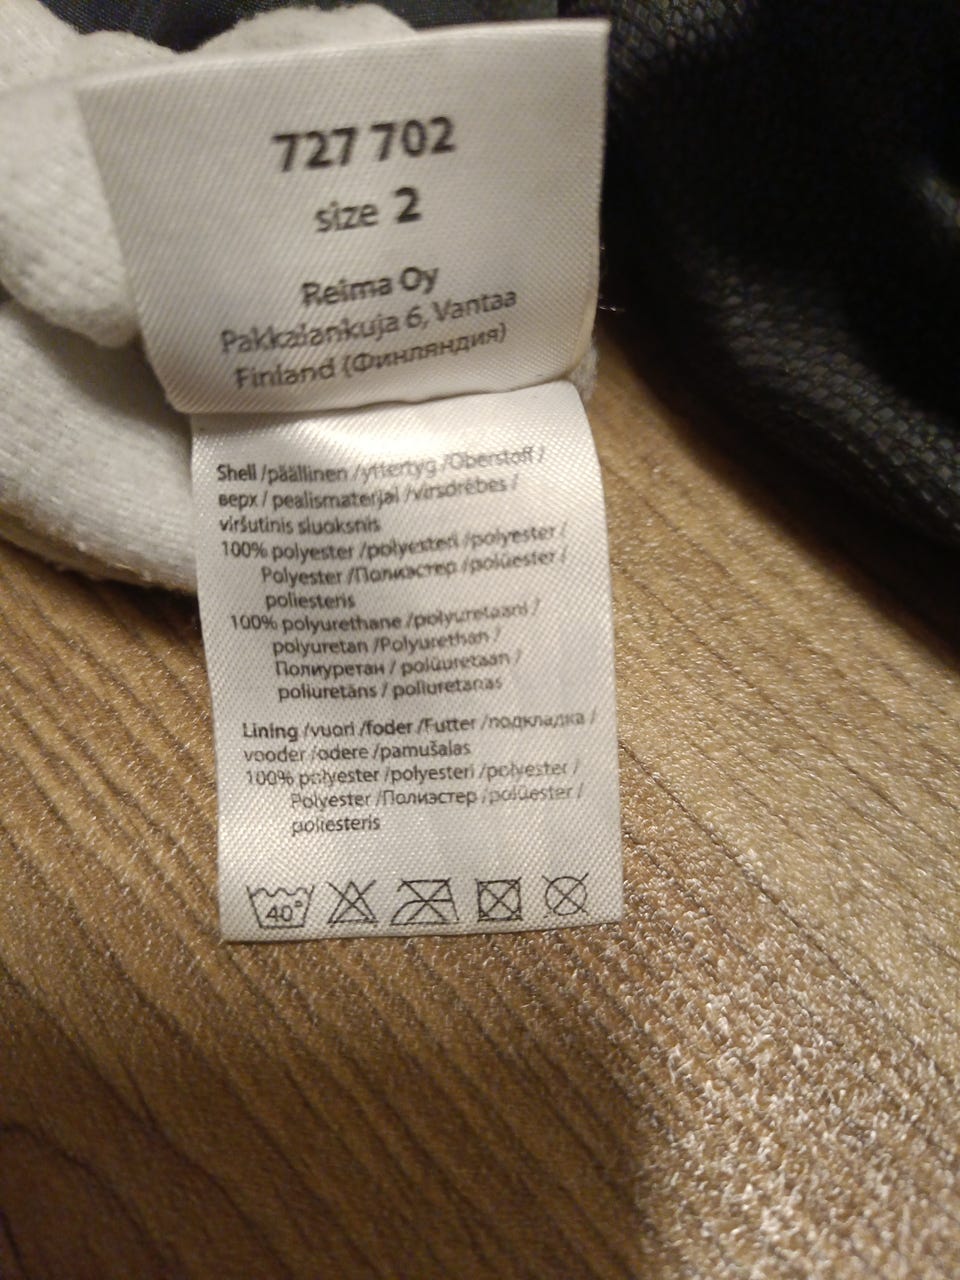 727 702
size 2
Reima Oy
Pakkalankuja 6, Vantaa
Finland (Финляндия)
Shell /päällinen /yttertyg /Oberstoff /
верх / pealismaterjal /virsdrēbes /
viršutinis sluoksnis
100% polyester /polyesteri /polyester /
Polyester /Полиэстер /polüester /
poliesteris
100% polyurethane /polyuretaani /
polyuretan /Polyurethan /
Полиуретан / polüuretaan /
poliuretāns / poliuretanas
Lining /vuori /foder /Futter /подкладка /
vooder /odere /pamušalas
100% polyester /polyesteri /polyester /
Polyester /Полиэстер /polüester /
poliesteris
40°